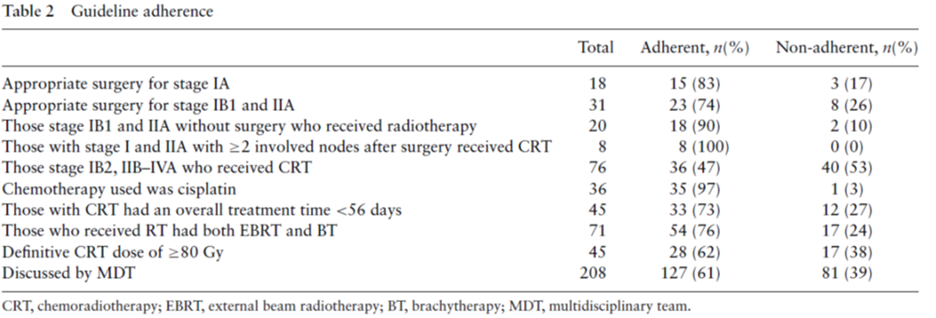 Table 2 Guideline adherence
Total Adherent, n(%) Non-adherent, n(%)
Appropriate surgery for stage IA 18 15 (83) 3 (17)
Appropriate surgery for stage IB1 and IIA 31 23 (74) 8 (26)
Those stage IB1 and IIA without surgery who received radiotherapy 20 18 (90) 2 (10)
Those with stage I and IIA with ≥2 involved nodes after surgery received CRT 8 8 (100) 0 (0)
Those stage IB2, IIB–IVA who received CRT 76 36 (47) 40 (53)
Chemotherapy used was cisplatin 36 35 (97) 1 (3)
Those with CRT had an overall treatment time <56 days 45 33 (73) 12 (27)
Those who received RT had both EBRT and BT 71 54 (76) 17 (24)
Definitive CRT dose of ≥80 Gy 45 28 (62) 17 (38)
Discussed by MDT 208 127 (61) 81 (39)
CRT, chemoradiotherapy; EBRT, external beam radiotherapy; BT, brachytherapy; MDT, multidisciplinary team.